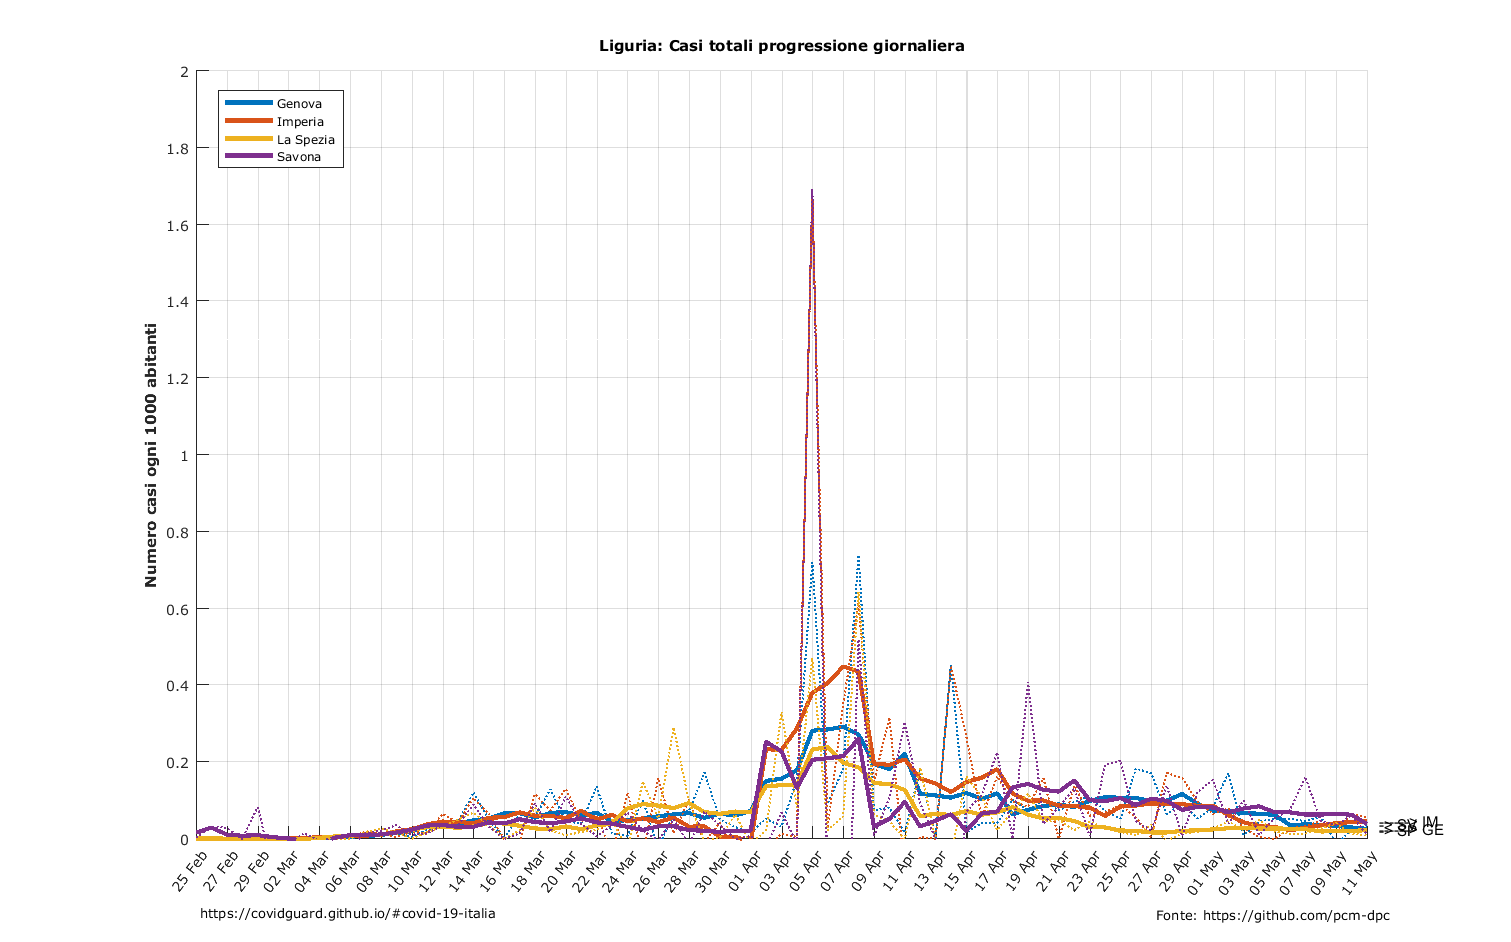 Liguria: Casi totali progressione giornaliera
Numero casi ogni 1000 abitanti
2
1.8
1.6
1.4
1.2
1
0.8
0.6
0.4
0.2
0
Genova
Imperia
La Spezia
Savona
25 Feb
27 Feb
29 Feb
02 Mar
04 Mar
06 Mar
08 Mar
10 Mar
12 Mar
14 Mar
16 Mar
18 Mar
20 Mar
22 Mar
24 Mar
26 Mar
28 Mar
30 Mar
01 Apr
03 Apr
05 Apr
07 Apr
09 Apr
11 Apr
13 Apr
15 Apr
17 Apr
19 Apr
21 Apr
23 Apr
25 Apr
27 Apr
29 Apr
01 May
03 May
05 May
07 May
09 May
11 May
IM
GE
https://covidguard.github.io/#covid-19-italia
Fonte: https://github.com/pcm-dpc